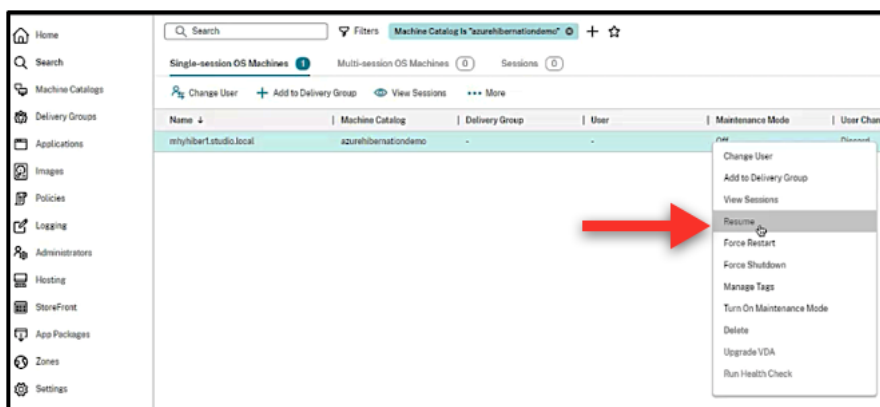 Home
Search
Machine Catalogs
Delivery Groups
Applications
Images
Policies
Logging
Administrators
Hosting
StoreFront
App Packages
Zones
Settings
Search Filters Machine Catalog Is "azurehibernationdemo"
Single-session OS Machines 1 Multi-session OS Machines 0 Sessions 0
Change User Add to Delivery Group View Sessions More
Name Machine Catalog Delivery Group User Maintenance Mode User Chan
mhyhiber1.studio.local azurehibernationdemo - - Off Discard
Change User
Add to Delivery Group
View Sessions
Resume
Force Restart
Force Shutdown
Manage Tags
Turn On Maintenance Mode
Delete
Upgrade VDA
Run Health Check